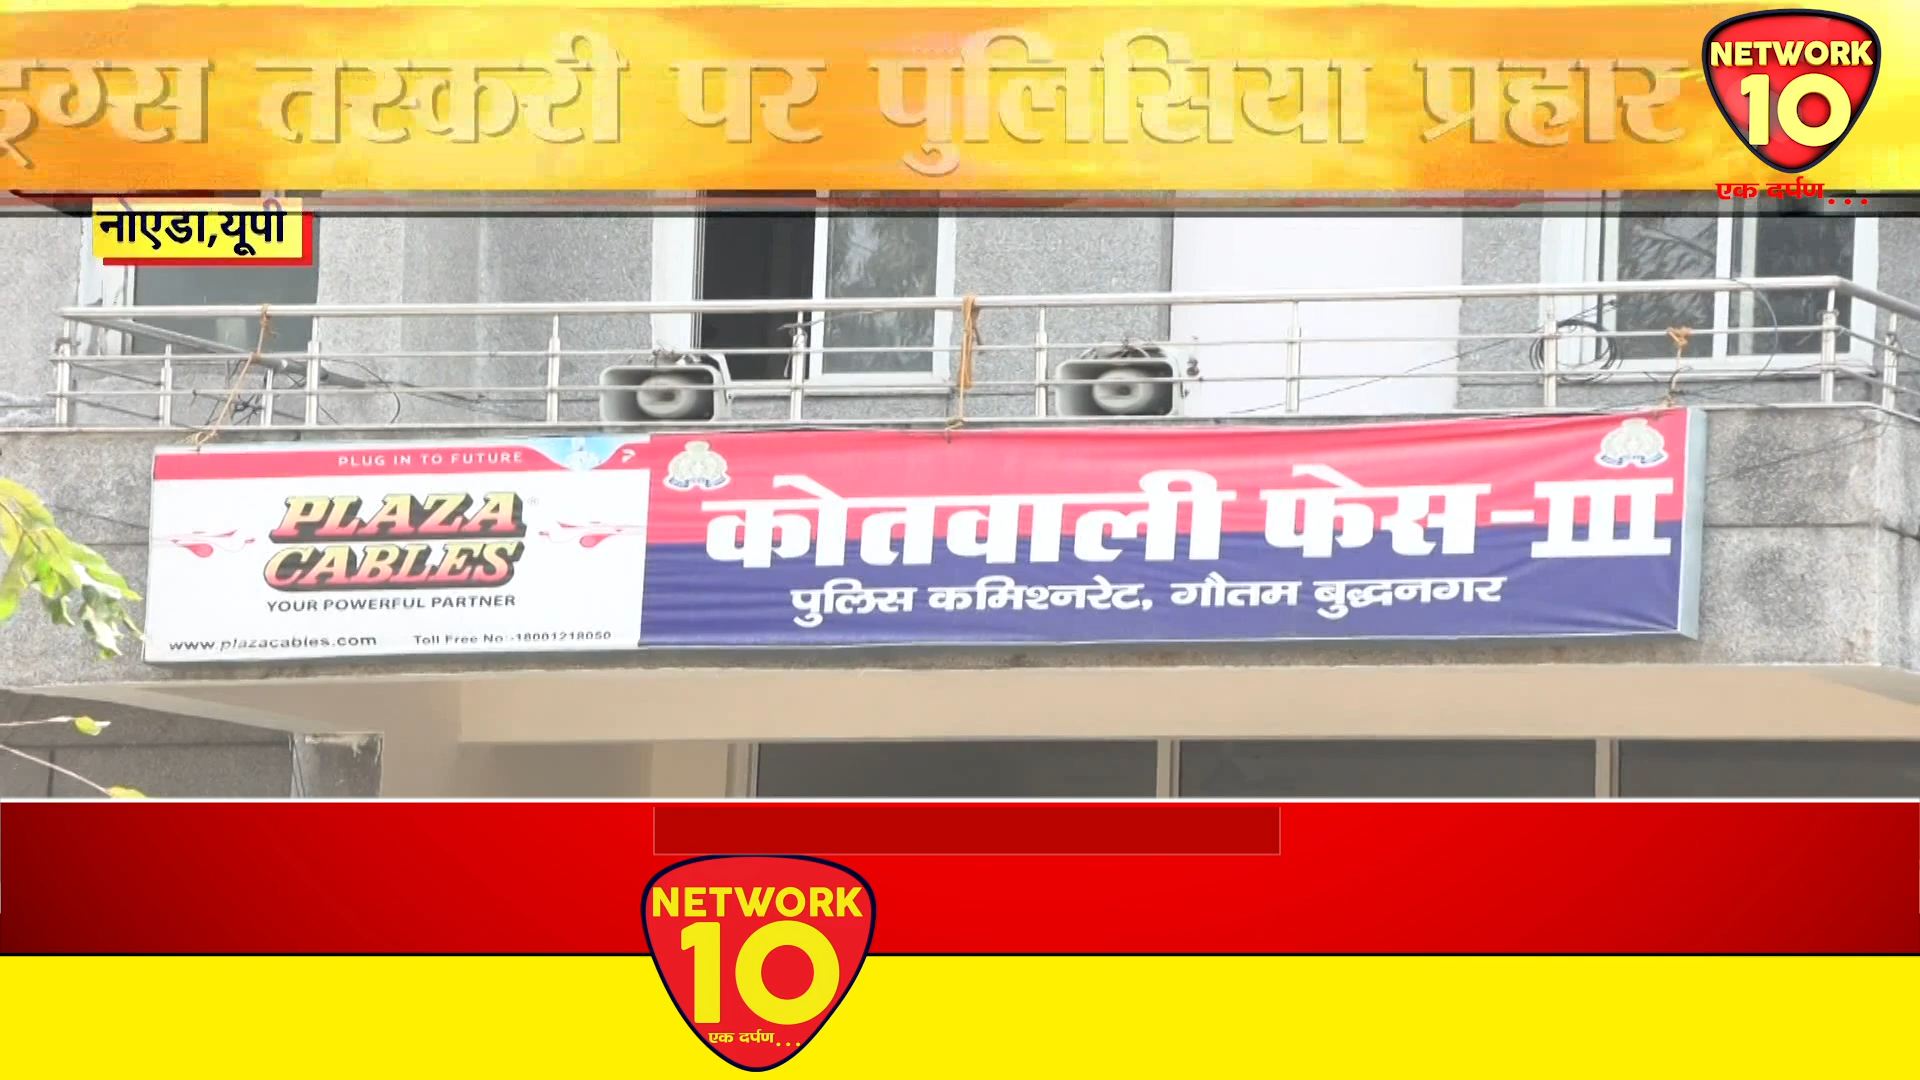 ड्रग्स तस्करी पर पुलिसिया प्रहार
NETWORK
10
एक दर्पण...
नोएडा,यूपी
PLUG IN TO FUTURE
PLAZA
CABLES
YOUR POWERFUL PARTNER
www.plazacables.com Toll Free No:-18001218050
कोतवाली फेस-III
पुलिस कमिश्नरेट, गौतम बुद्धनगर
NETWORK
10
एक दर्पण...